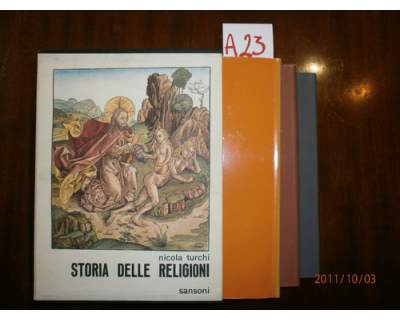 A23
nicola turchi
STORIA DELLE RELIGIONI
sansoni
2011/10/03